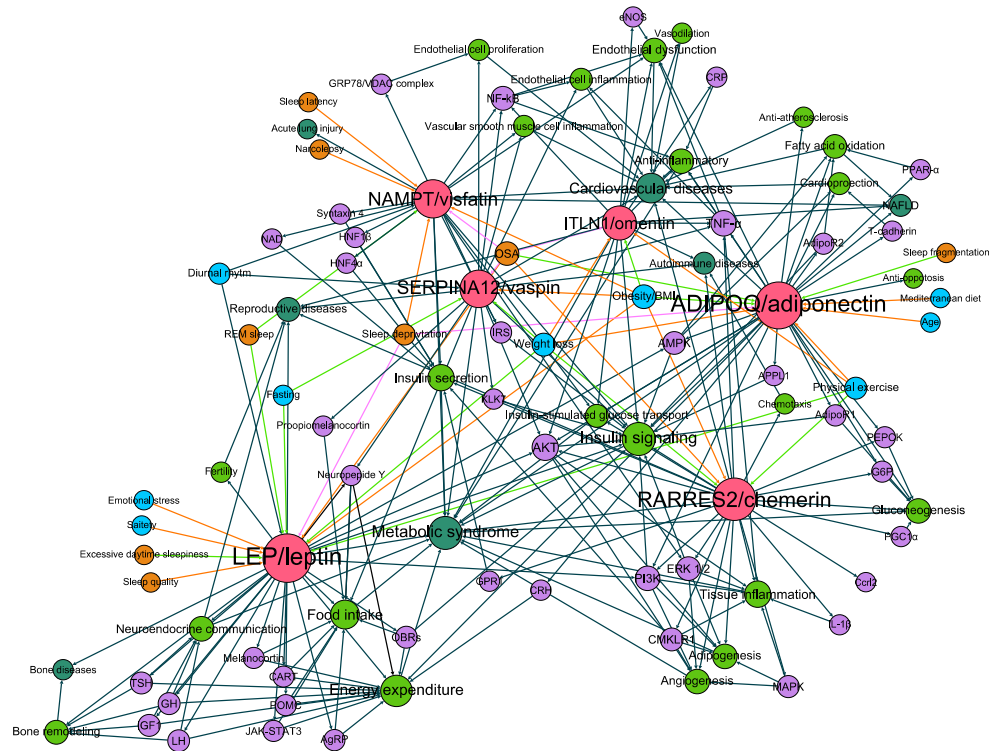 eNOS
Vasodilation
Endothelial cell proliferation
Endothelial dysfunction
GRP78/VDAC complex
Endothelial cell inflammation
CRP
Sleep latency
NF-kB
Acute lung injury
Vascular smooth muscle cell inflammation
Anti-atherosclerosis
Narcolepsy
Anti-inflammatory
Fatty acid oxidation
PPAR-α
Cardiovascular diseases
Cardioprotection
NAMPT/visfatin
NAFLD
Syntaxin 4
ITLN1/omentin
TNF-α
T-cadherin
NAD
HNF1β
AdipoR2
OSA
Sleep fragmentation
HNF4α
Autoimmune diseases
Diurnal rhytm
Anti-oppotosis
SERPINA12/vaspin
Obesity/BMI
ADIPOQ/adiponectin
Mediterranean diet
Reproductive diseases
Age
REM sleep
Sleep deprivation
IRS
Weight loss
AMPK
Insulin secretion
APPL1
Physical exercise
Fasting
KLK7
Chemotaxis
Insulin-stimulated glucose transport
AdipoR1
Proopiomelanocortin
Insulin signaling
PEPCK
AKT
Fertility
Neuropeptide Y
G6P
Emotional stress
RARRES2/chemerin
Gluconeogenesis
Saitety
Metabolic syndrome
PGC1α
Excessive daytime sleepiness
LEP/leptin
ERK 1/2
Sleep quality
GPR1
CRH
PI3K
Ccrl2
Tissue inflammation
Food intake
IL-1β
Neuroendocrine communication
OBRs
CMKLR1
Melanocortin
Adipogenesis
Bone diseases
CART
Angiogenesis
TSH
Energy expenditure
MAPK
GH
POMC
IGF1
Bone remodeling
JAK-STAT3
LH
AgRP